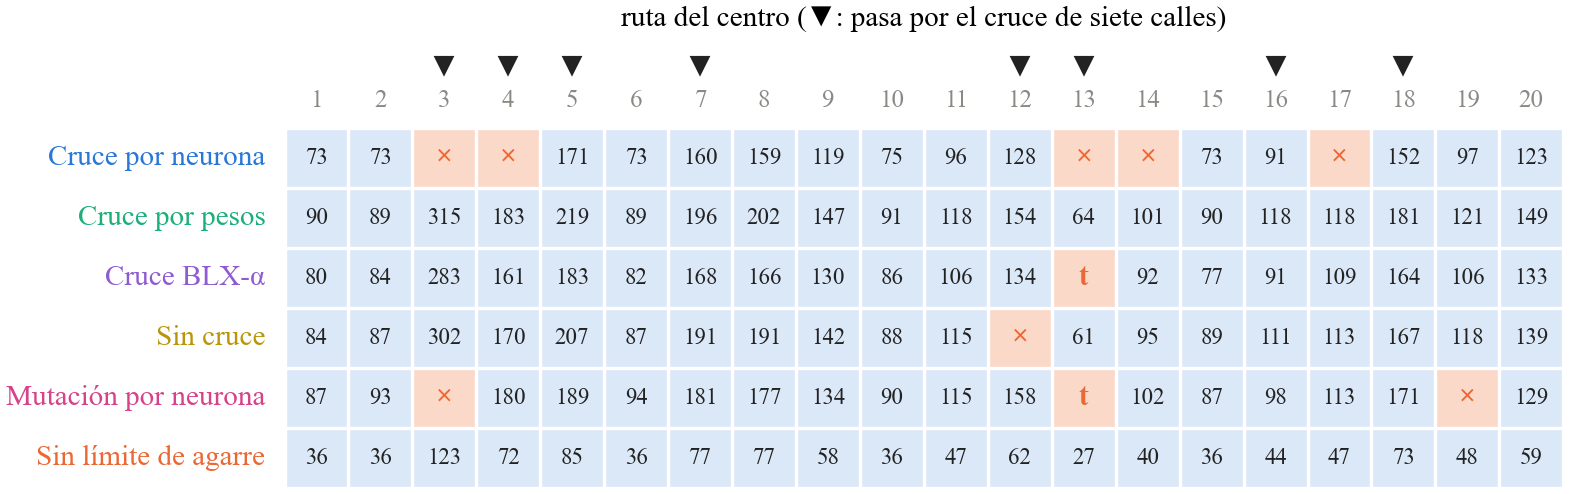 ruta del centro (▼: pasa por el cruce de siete calles)
▼ ▼ ▼ ▼ ▼ ▼ ▼ ▼
1 2 3 4 5 6 7 8 9 10 11 12 13 14 15 16 17 18 19 20
Cruce por neurona 73 73 × × 171 73 160 159 119 75 96 128 × × 73 91 × 152 97 123
Cruce por pesos 90 89 315 183 219 89 196 202 147 91 118 154 64 101 90 118 118 181 121 149
Cruce BLX-α 80 84 283 161 183 82 168 166 130 86 106 134 t 92 77 91 109 164 106 133
Sin cruce 84 87 302 170 207 87 191 191 142 88 115 × 61 95 89 111 113 167 118 139
Mutación por neurona 87 93 × 180 189 94 181 177 134 90 115 158 t 102 87 98 113 171 × 129
Sin límite de agarre 36 36 123 72 85 36 77 77 58 36 47 62 27 40 36 44 47 73 48 59